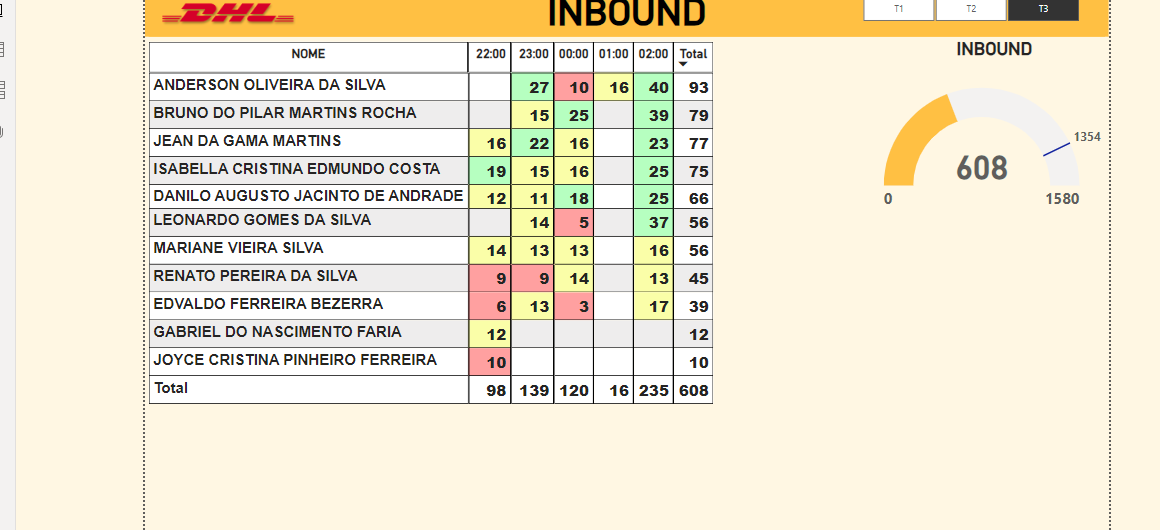 DHL
INBOUND
T1 T2 T3
NOME 22:00 23:00 00:00 01:00 02:00 Total
ANDERSON OLIVEIRA DA SILVA 27 10 16 40 93
BRUNO DO PILAR MARTINS ROCHA 15 25 39 79
JEAN DA GAMA MARTINS 16 22 16 23 77
ISABELLA CRISTINA EDMUNDO COSTA 19 15 16 25 75
DANILO AUGUSTO JACINTO DE ANDRADE 12 11 18 25 66
LEONARDO GOMES DA SILVA 14 5 37 56
MARIANE VIEIRA SILVA 14 13 13 16 56
RENATO PEREIRA DA SILVA 9 9 14 13 45
EDVALDO FERREIRA BEZERRA 6 13 3 17 39
GABRIEL DO NASCIMENTO FARIA 12 12
JOYCE CRISTINA PINHEIRO FERREIRA 10 10
Total 98 139 120 16 235 608
INBOUND
1354
608
0 1580